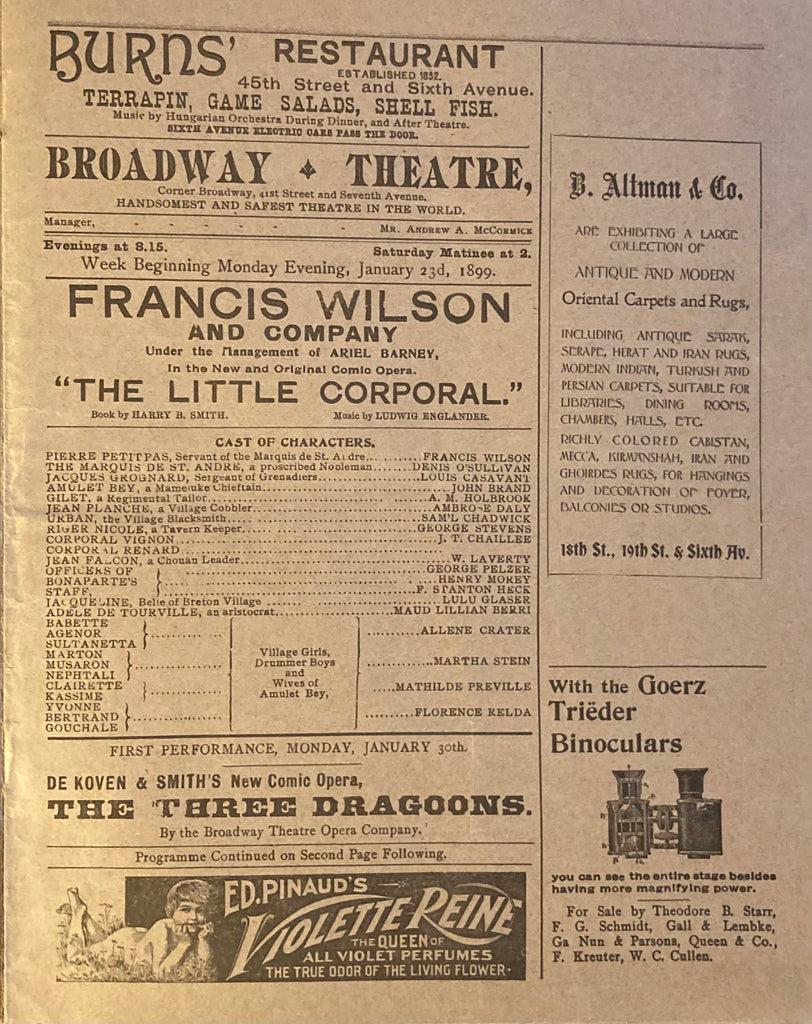 BURNS' RESTAURANT
ESTABLISHED 1832.
45th Street and Sixth Avenue.
TERRAPIN, GAME SALADS, SHELL FISH.
Music by Hungarian Orchestra During Dinner, and After Theatre.
SIXTH AVENUE ELECTRIC CARS PASS THE DOOR.
BROADWAY THEATRE,
Corner Broadway, 41st Street and Seventh Avenue.
HANDSOMEST AND SAFEST THEATRE IN THE WORLD.
Manager, - - - - - - - MR. ANDREW A. MCCORMICK
Evenings at 8.15. Saturday Matinee at 2.
Week Beginning Monday Evening, January 23d, 1899.
FRANCIS WILSON
AND COMPANY
Under the Management of ARIEL BARNEY,
In the New and Original Comic Opera.
"THE LITTLE CORPORAL."
Book by HARRY B. SMITH. Music by LUDWIG ENGLANDER.
CAST OF CHARACTERS.
PIERRE PETITPAS, Servant of the Marquis de St. Andre...........FRANCIS WILSON
THE MARQUIS DE ST. ANDRE, a proscribed Nobleman...DENIS O'SULLIVAN
JACQUES GROGNARD, Sergeant of Grenadiers..............LOUIS CASAVANT
AMULET BEY, a Mameluke Chieftain..............JOHN BRAND
GILET, a Regimental Tailor..............A. M. HOLBROOK
JEAN PLANCHE, a Village Cobbler..............AMBROSE DALY
URBAN, the Village Blacksmith..............SAM'L CHADWICK
RIGER NICOLE, a Tavern Keeper..............GEORGE STEVENS
CORPORAL VIGNON..............J. T. CHAILLEE
CORPORAL RENARD..............
JEAN FALCON, a Chouan Leader..............W. LAVERTY
OFFICERS OF ..............GEORGE PELZER
BONAPARTE'S } ..............HENRY MOREY
STAFF, ..............F. STANTON HECK
JACQUELINE, Belle of Breton Village ..............LULU GLASER
ADELE DE TOURVILLE, an aristocrat..............MAUD LILLIAN BERRI
BABETTE
AGENOR } ..............ALLENE CRATER
SULTANETTA
MARTON
MUSARON } ..............MARTHA STEIN
NEPHTALI
CLAIRETTE
KASSIME } .....MATHILDE PREVILLE
YVONNE
BERTRAND } ..............FLORENCE RELDA
GOUCHALE
Village Girls,
Drummer Boys
and
Wives of
Amulet Bey,
FIRST PERFORMANCE, MONDAY, JANUARY 30th.
DE KOVEN & SMITH'S New Comic Opera,
THE THREE DRAGOONS.
By the Broadway Theatre Opera Company.
Programme Continued on Second Page Following.
ED. PINAUD'S
VIOLETTE REINE
THE QUEEN OF
ALL VIOLET PERFUMES
THE TRUE ODOR OF THE LIVING FLOWER.
B. Altman & Co.
ARE EXHIBITING A LARGE
COLLECTION OF
ANTIQUE AND MODERN
Oriental Carpets and Rugs,
INCLUDING ANTIQUE SARAK,
SERAPE, HERAT AND IRAN RUGS,
MODERN INDIAN, TURKISH AND
PERSIAN CARPETS, SUITABLE FOR
LIBRARIES, DINING ROOMS,
CHAMBERS, HALLS, ETC.
RICHLY COLORED CABISTAN,
MECCA, KIRMANSHAH, IRAN AND
GHOIRDES RUGS, FOR HANGINGS
AND DECORATION OF FOYER,
BALCONIES OR STUDIOS.
18th St., 19th St. & Sixth Av.
With the Goerz
Triëder
Binoculars
you can see the entire stage besides
having more magnifying power.
For Sale by Theodore B. Starr,
F. G. Schmidt, Gall & Lembke,
Ga Nun & Parsons, Queen & Co.,
F. Kreuter, W. C. Cullen.